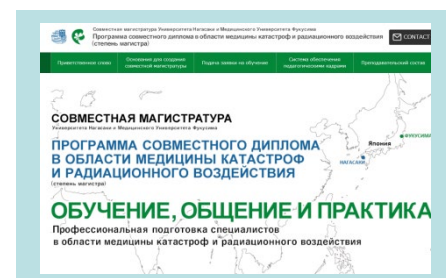 Совместная магистратура Университета Нагасаки и Медицинского Университета Фукусима
Программа совместного диплома в области медицины катастроф и радиационного воздействия
(степень магистра)
CONTACT
Приветственное слово
Основания для создания
совместной магистратуры
Подача заявки на обучение
Система обеспечения
педагогическими кадрами
Преподавательский состав
СОВМЕСТНАЯ МАГИСТРАТУРА
Университета Нагасаки и Медицинского Университета Фукусима
ПРОГРАММА СОВМЕСТНОГО ДИПЛОМА
В ОБЛАСТИ МЕДИЦИНЫ КАТАСТРОФ
И РАДИАЦИОННОГО ВОЗДЕЙСТВИЯ
(степень магистра)
Япония
ФУКУСИМА
НАГАСАКИ
ОБУЧЕНИЕ, ОБЩЕНИЕ И ПРАКТИКА
Профессиональная подготовка специалистов
в области медицины катастроф и радиационного воздействия